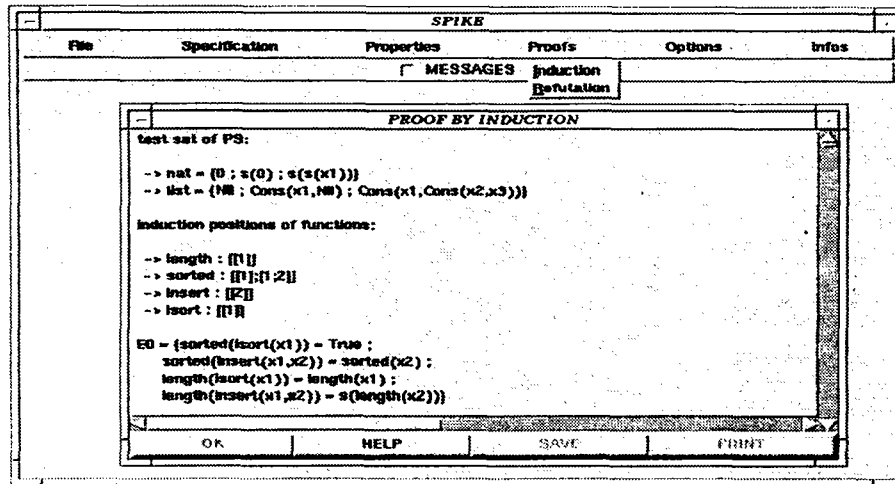 SPIKE
File Specification Properties Proofs Options Infos
MESSAGES Induction
Refutation
PROOF BY INDUCTION
test set of PS:
-> nat = {0 ; s(0) ; s(s(x1))}
-> list = {Nil ; Cons(x1,Nil) ; Cons(x1,Cons(x2,x3))}
induction positions of functions:
-> length : [[1]]
-> sorted : [[1];[1;2]]
-> insert : [[2]]
-> isort : [[1]]
E0 = {sorted(isort(x1)) = True ;
sorted(insert(x1,x2)) = sorted(x2) ;
length(isort(x1)) = length(x1) ;
length(insert(x1,x2)) = s(length(x2))}
OK HELP SAVE PRINT